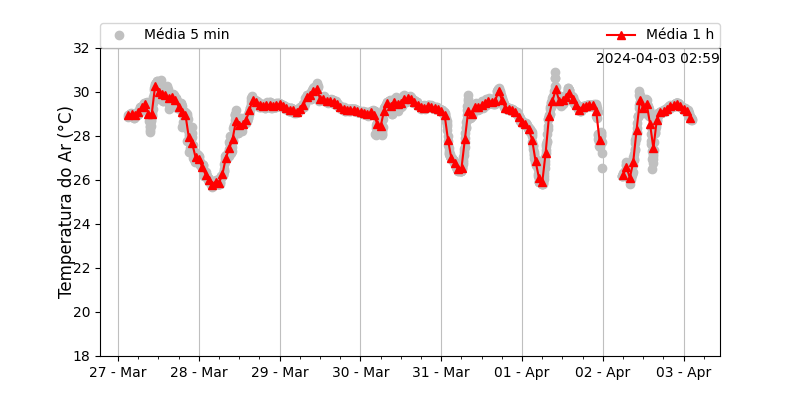 Média 5 min
Média 1 h
2024-04-03 02:59
Temperatura do Ar (°C)
32
30
28
26
24
22
20
18
27 - Mar
28 - Mar
29 - Mar
30 - Mar
31 - Mar
01 - Apr
02 - Apr
03 - Apr